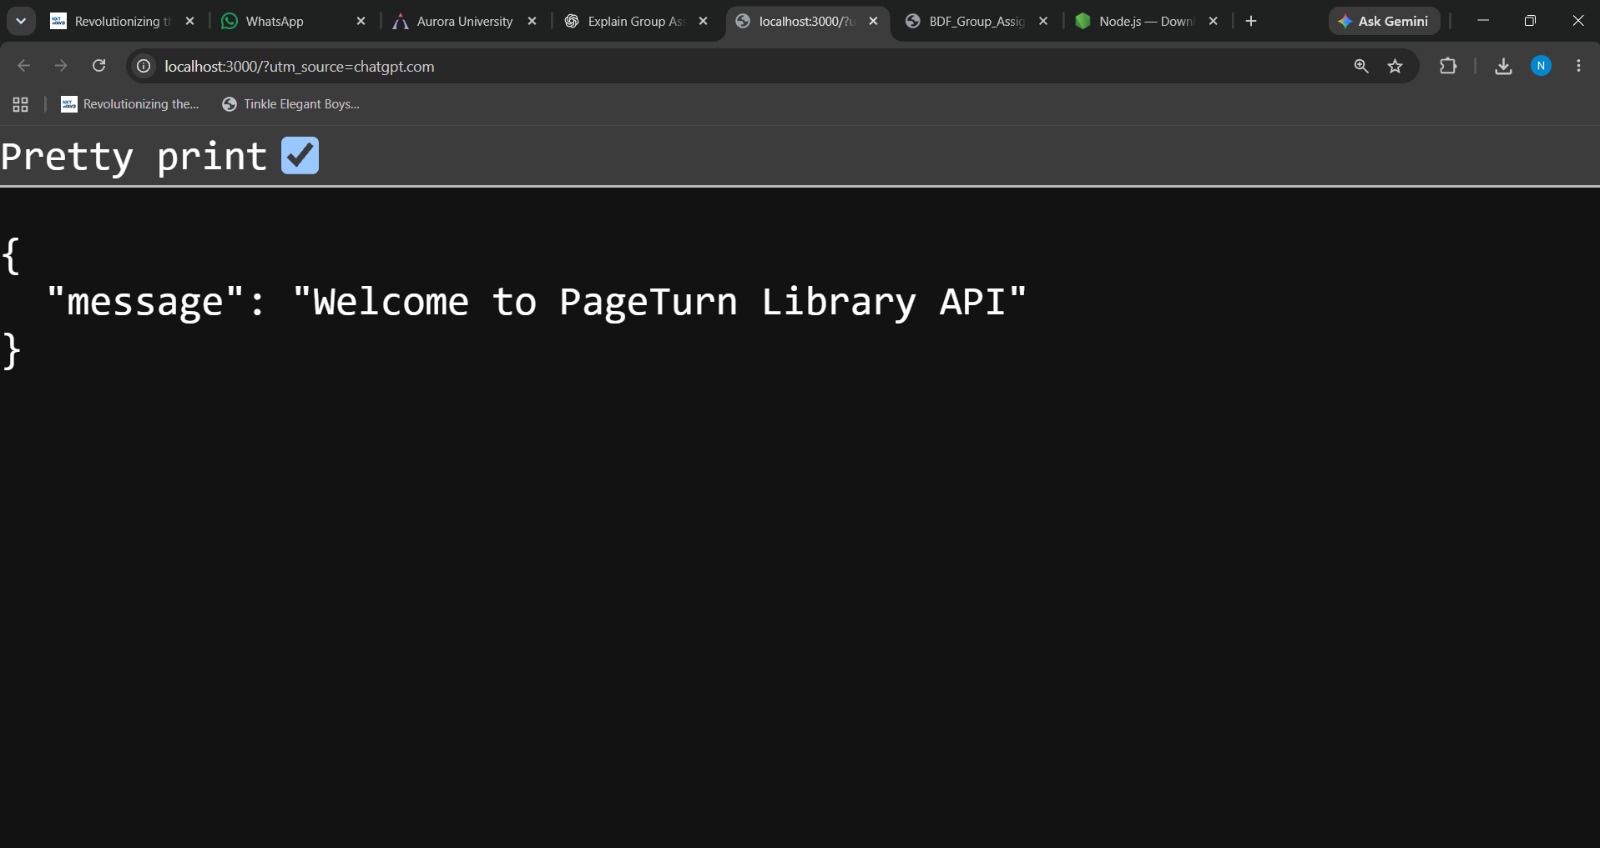 Revolutionizing t
WhatsApp
Aurora University
Explain Group As
localhost:3000/?u
BDF_Group_Assig
Node.js — Down
Ask Gemini
localhost:3000/?utm_source=chatgpt.com
N
Revolutionizing the...
Tinkle Elegant Boys...
Pretty print
{
"message": "Welcome to PageTurn Library API"
}